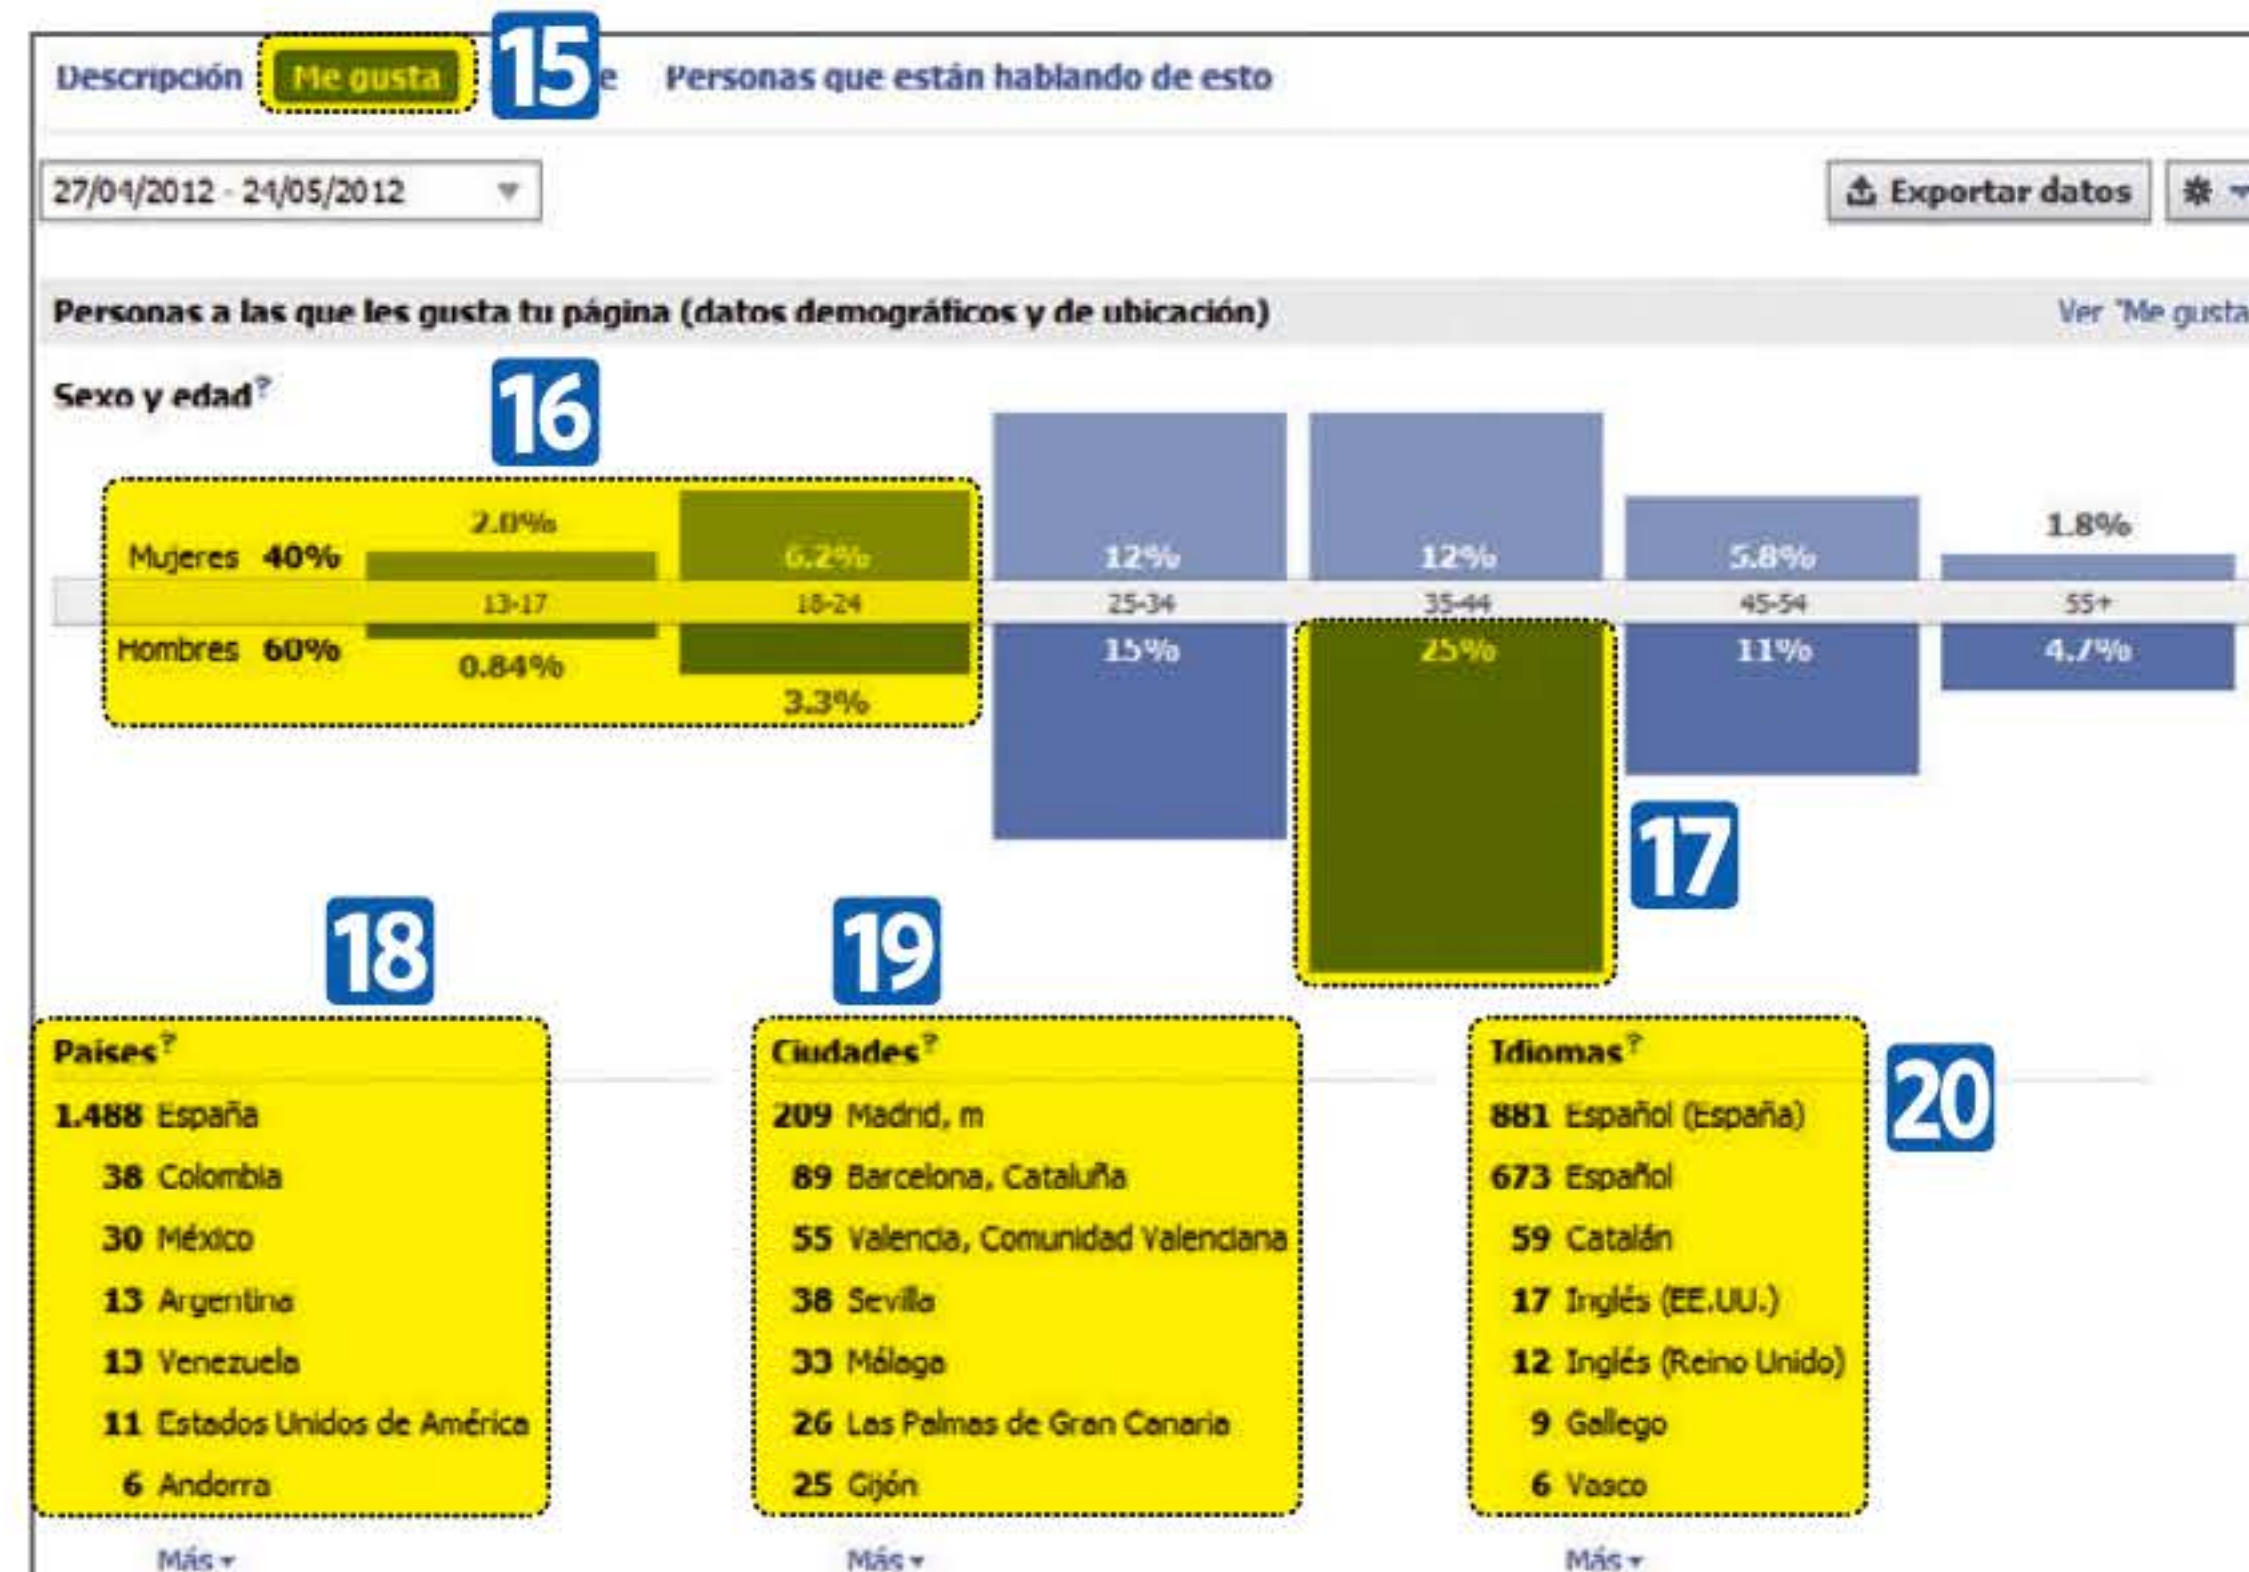 Descripción Me gusta 15 e Personas que están hablando de esto
27/04/2012 - 24/05/2012 Exportar datos
Personas a las que les gusta tu página (datos demográficos y de ubicación) Ver "Me gusta
Sexo y edad? 16
Mujeres 40% 2.0% 6.2% 12% 12% 5.8% 1.8%
13-17 18-24 25-34 35-44 45-54 55+
Hombres 60% 0.84% 3.3% 15% 25% 11% 4.7%
17
18 19
Países? Ciudades? Idiomas? 20
1.488 España 209 Madrid, m 881 Español (España)
38 Colombia 89 Barcelona, Cataluña 673 Español
30 México 55 Valencia, Comunidad Valenciana 59 Catalán
13 Argentina 38 Sevilla 17 Inglés (EE.UU.)
13 Venezuela 33 Málaga 12 Inglés (Reino Unido)
11 Estados Unidos de América 26 Las Palmas de Gran Canaria 9 Gallego
6 Andorra 25 Gijón 6 Vasco
Más Más Más